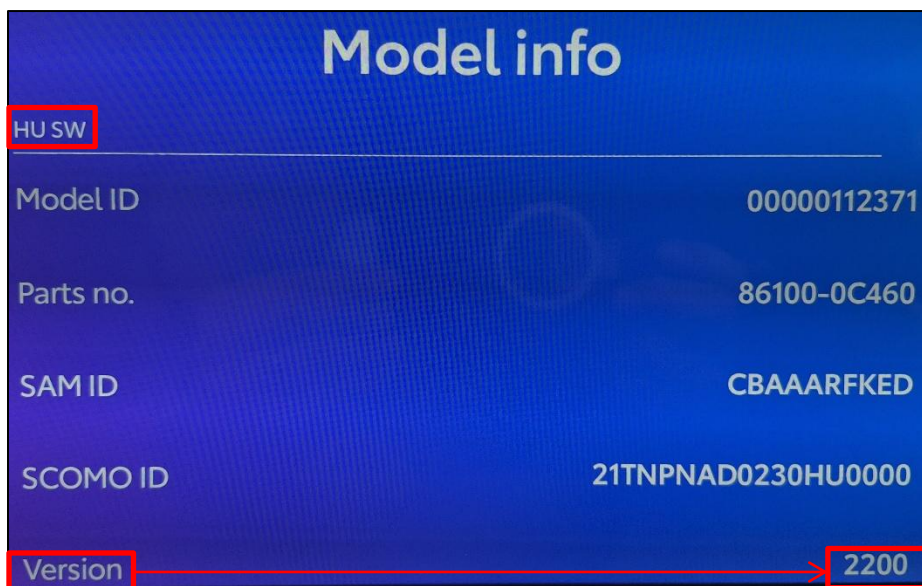 Model info
HU SW
Model ID 00000112371
Parts no. 86100-0C460
SAM ID CBAAARFKED
SCOMO ID 21TNPNAD0230HU0000
Version 2200